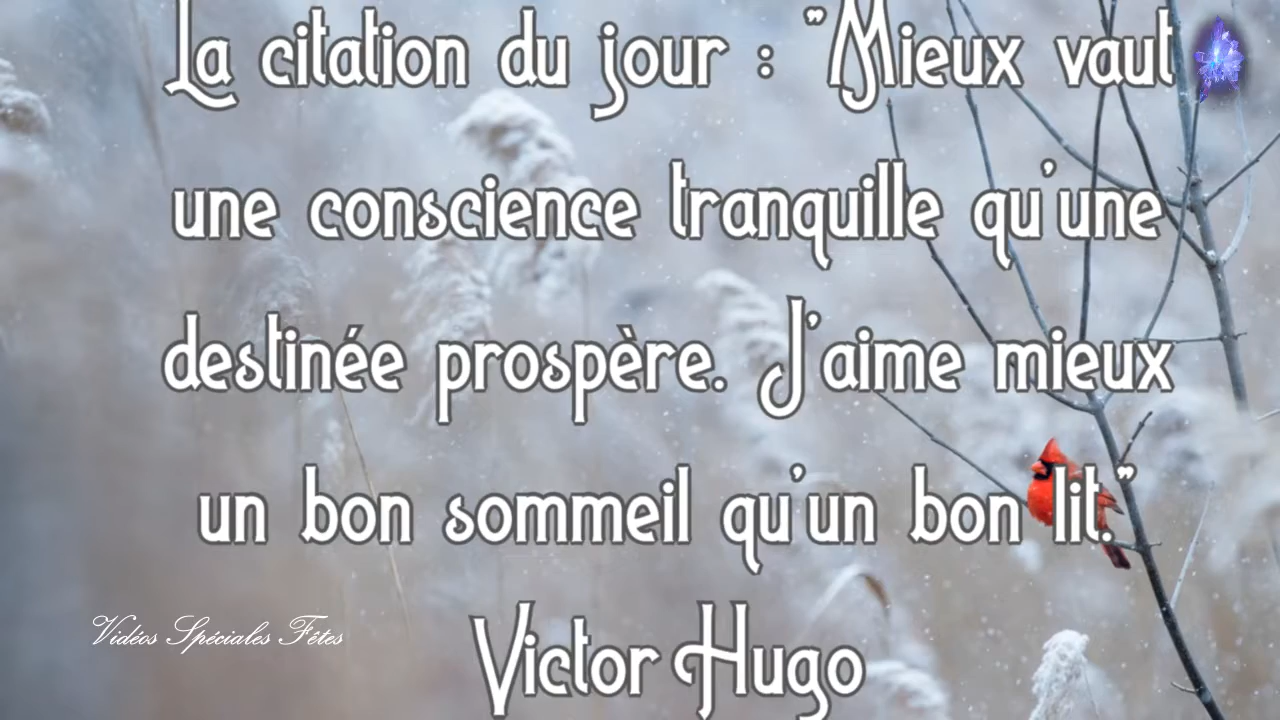 La citation du jour : "Mieux vaut
une conscience tranquille qu'une
destinée prospère. J'aime mieux
un bon sommeil qu'un bon lit."
Victor Hugo
Vidéos Spéciales Fêtes